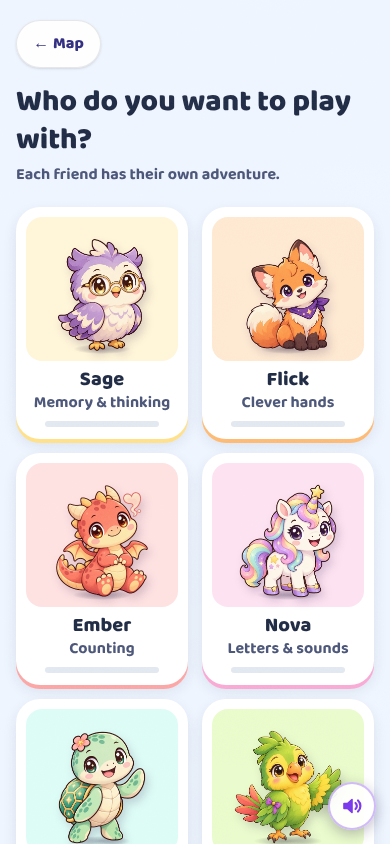 ← Map
Who do you want to play
with?
Each friend has their own adventure.
Sage
Memory & thinking
Flick
Clever hands
Ember
Counting
Nova
Letters & sounds